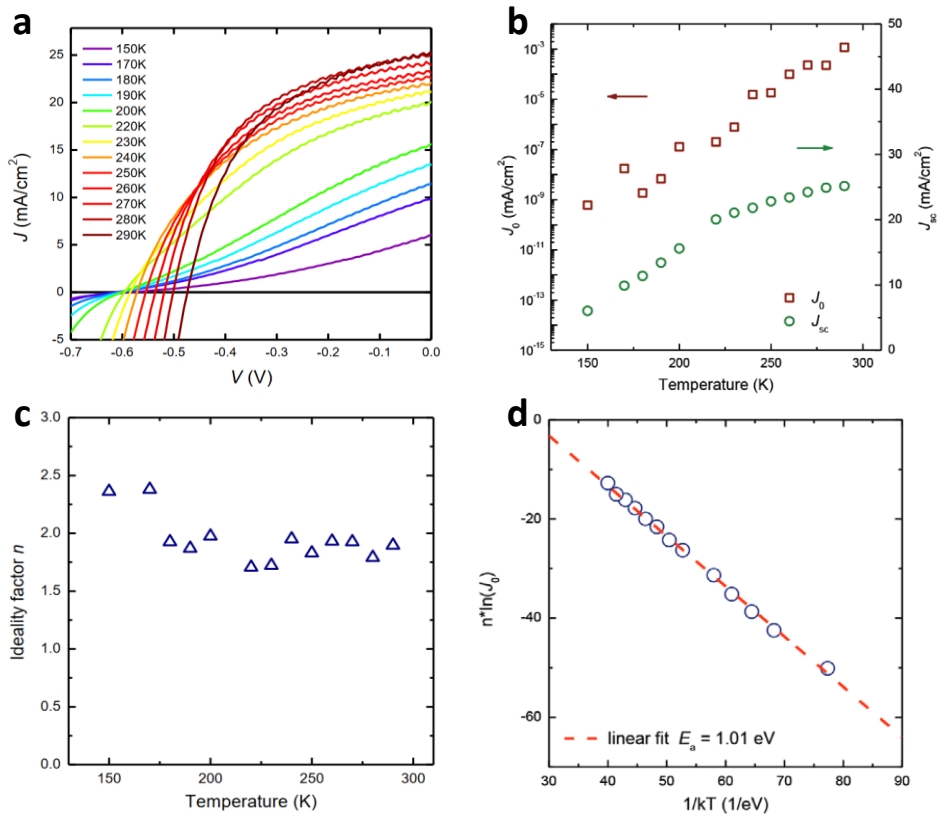 a
J (mA/cm²)
25
20
15
10
5
0
-5
150K
170K
180K
190K
200K
220K
230K
240K
250K
260K
270K
280K
290K
-0.7 -0.6 -0.5 -0.4 -0.3 -0.2 -0.1 0.0
V (V)
b
J₀ (mA/cm²)
10⁻³
10⁻⁵
10⁻⁷
10⁻⁹
10⁻¹¹
10⁻¹³
10⁻¹⁵
50
40
30
20
10
0
J_sc (mA/cm²)
J₀
J_sc
150 200 250 300
Temperature (K)
c
Ideality factor n
3.0
2.5
2.0
1.5
1.0
0.5
0.0
150 200 250 300
Temperature (K)
d
n*ln(J₀)
0
-20
-40
-60
linear fit Eₐ = 1.01 eV
30 40 50 60 70 80 90
1/kT (1/eV)